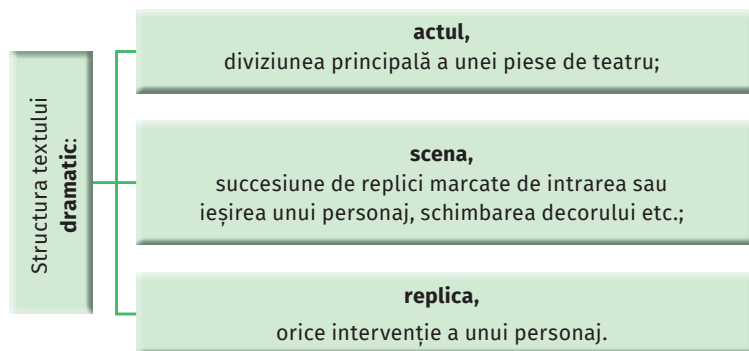 Structura textului
dramatic:
actul,
diviziunea principală a unei piese de teatru;
scena,
succesiune de replici marcate de intrarea sau
ieșirea unui personaj, schimbarea decorului etc.;
replica,
orice intervenție a unui personaj.